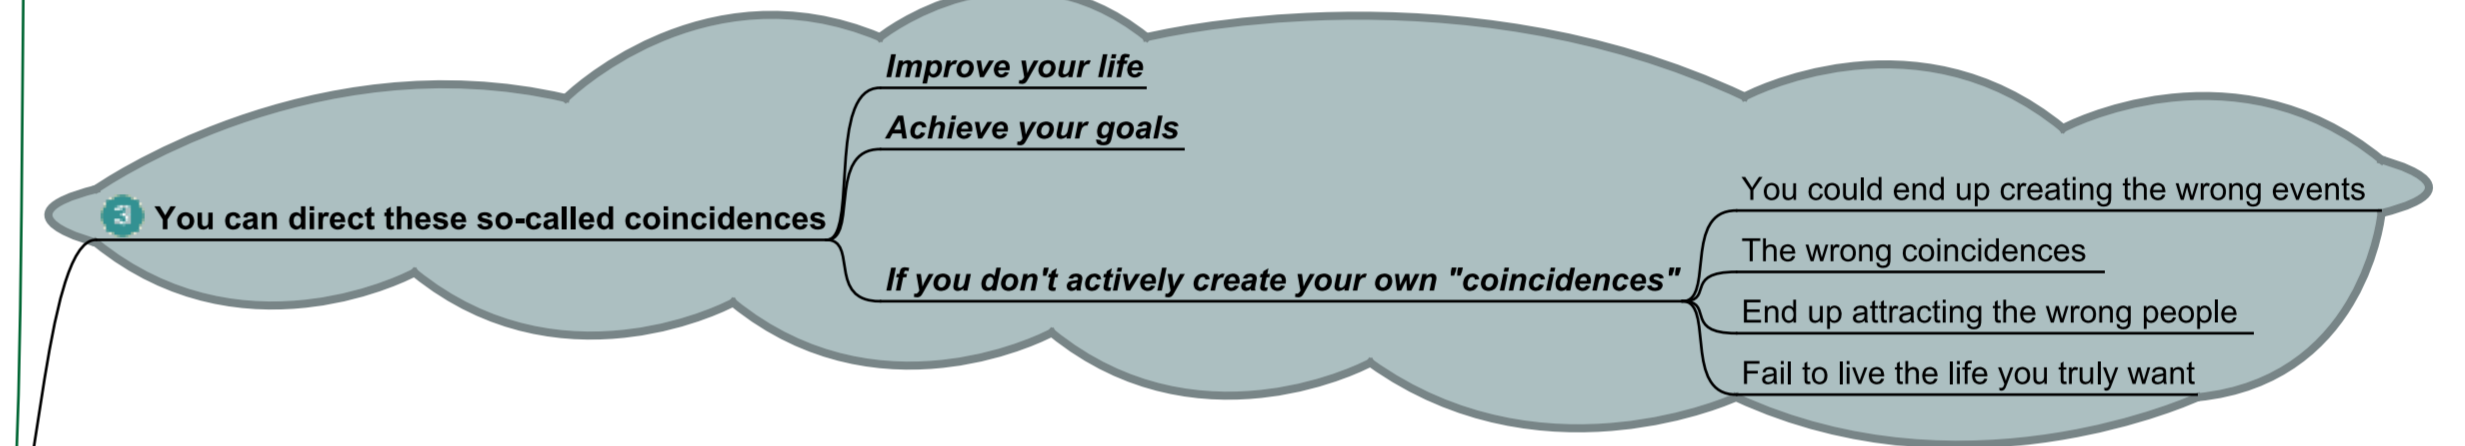 Improve your life
Achieve your goals
3 You can direct these so-called coincidences
If you don't actively create your own "coincidences"
You could end up creating the wrong events
The wrong coincidences
End up attracting the wrong people
Fail to live the life you truly want